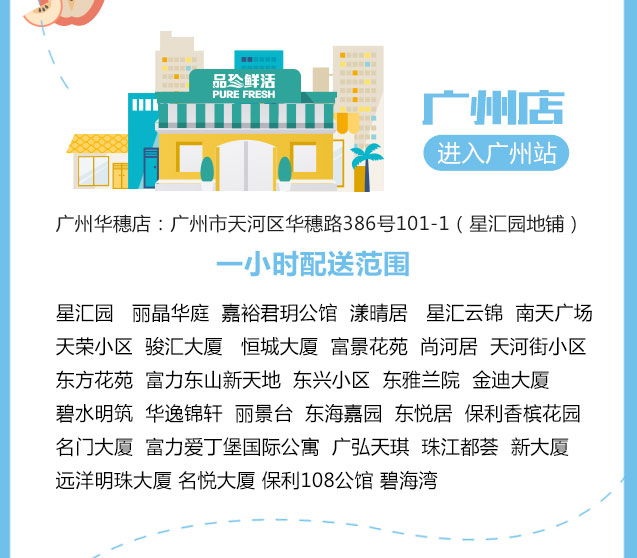 品珍鲜活
PURE FRESH
广州店
进入广州站
广州华穗店：广州市天河区华穗路386号101-1（星汇园地铺）
一小时配送范围
星汇园 丽晶华庭 嘉裕君玥公馆 漾晴居 星汇云锦 南天广场
天荣小区 骏汇大厦 恒城大厦 富景花苑 尚河居 天河街小区
东方花苑 富力东山新天地 东兴小区 东雅兰院 金迪大厦
碧水明筑 华逸锦轩 丽景台 东海嘉园 东悦居 保利香槟花园
名门大厦 富力爱丁堡国际公寓 广弘天琪 珠江都荟 新大厦
远洋明珠大厦 名悦大厦 保利108公馆 碧海湾